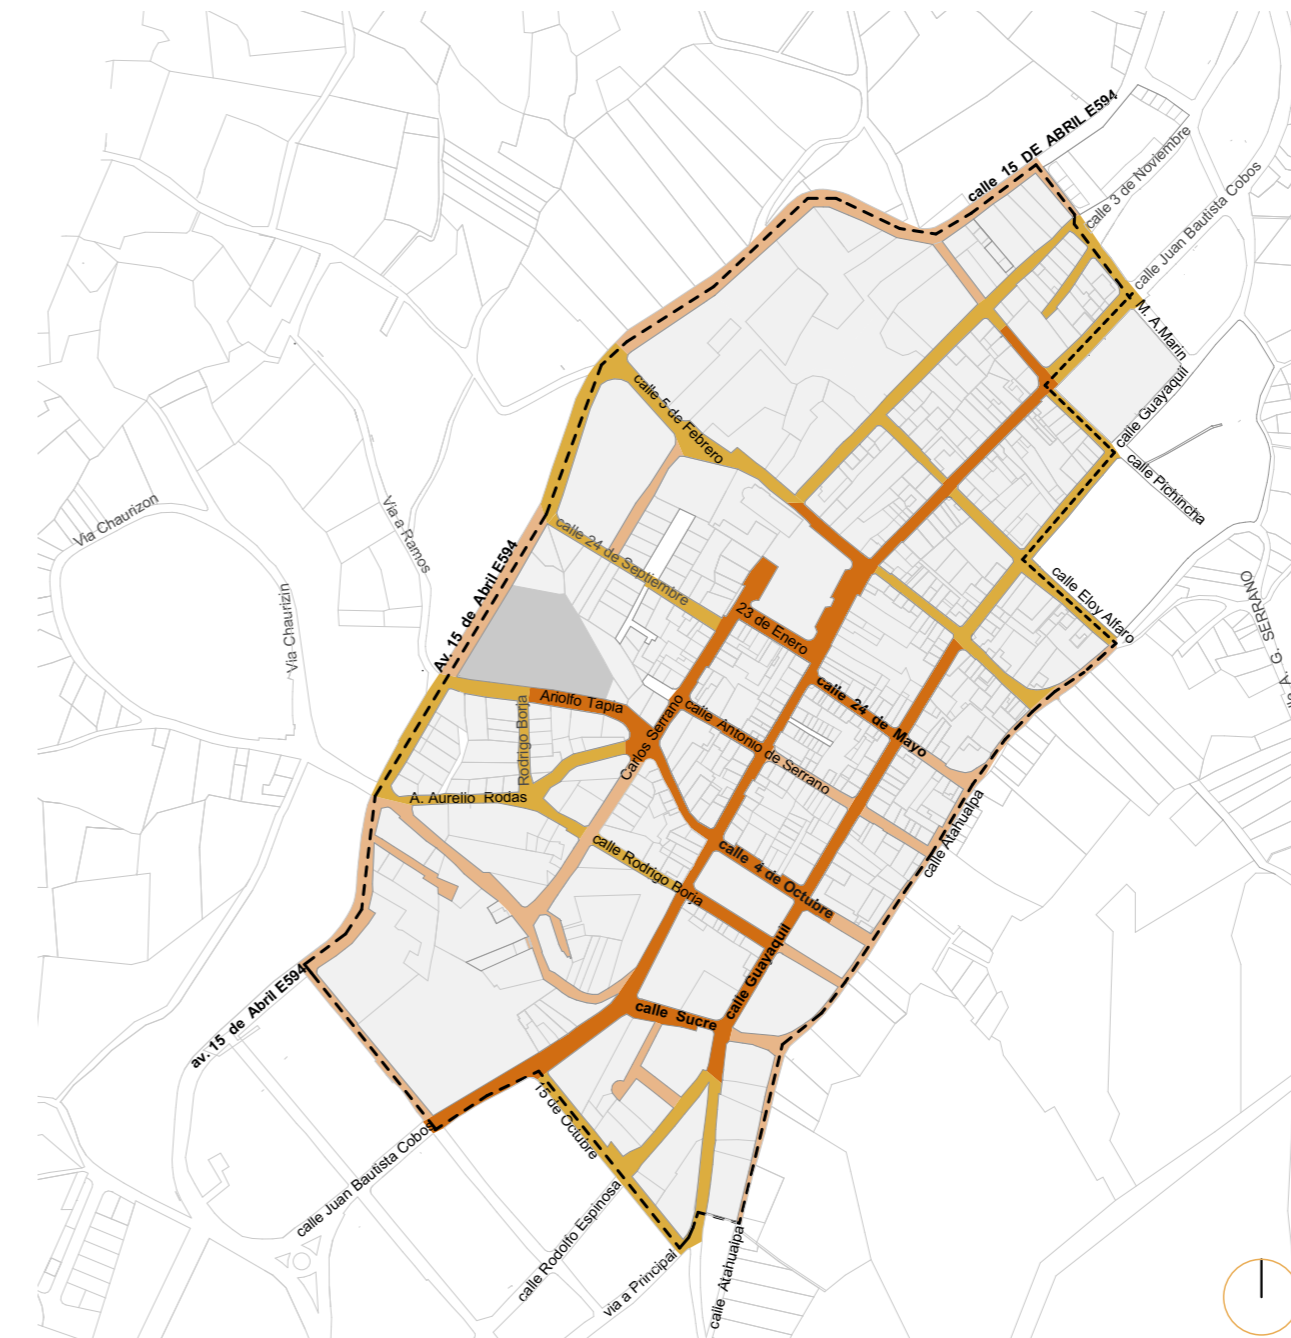 calle 15 DE ABRIL E594
calle 3 de Noviembre
calle Juan Bautista Cobos
M. A.Marin
calle Guayaquil
calle Pichincha
calle 5 de Febrero
Via Chaurizon
Via a Ramos
calle 24 de Septiembre
Av. 15 de Abril E594
calle Eloy Alfaro
A. G. SERRANO
Via Chaurizin
23 de Enero
calle 24 de Mayo
Ariolfo Tapia
Rodrigo Borja
Carlos Serrano
calle Antonio de Serrano
A. Aurelio Rodas
calle Atahualpa
calle Rodrigo Borja
calle 4 de Octubre
calle Guayaquil
calle Sucre
av. 15 de Abril E594
15 de Octubre
calle Juan Bautista Cobos
calle Rodolfo Espinosa
via a Principal
calle Atahualpa